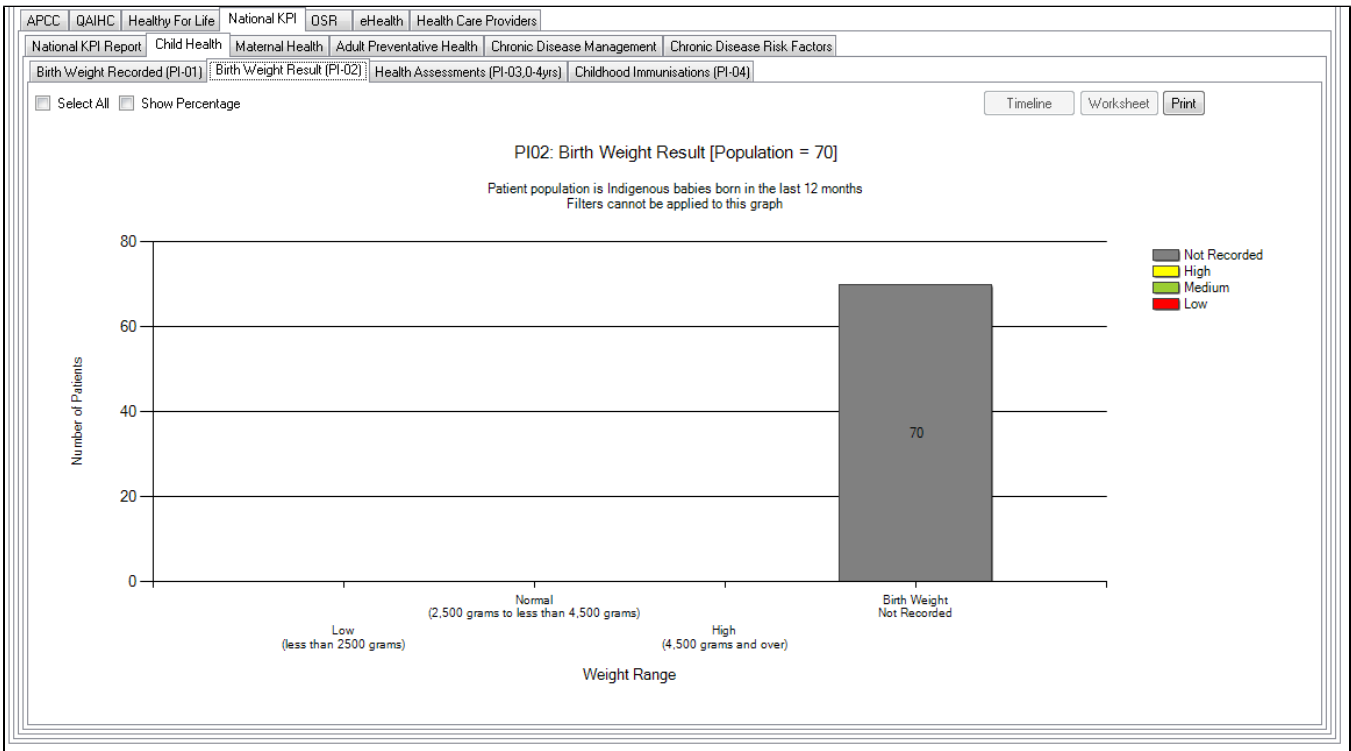 APCC QAIHC Healthy For Life National KPI OSR eHealth Health Care Providers
National KPI Report Child Health Maternal Health Adult Preventative Health Chronic Disease Management Chronic Disease Risk Factors
Birth Weight Recorded (PI-01) Birth Weight Result (PI-02) Health Assessments (PI-03,0-4yrs) Childhood Immunisations (PI-04)
Select All Show Percentage Timeline Worksheet Print
PI02: Birth Weight Result [Population = 70]
Patient population is Indigenous babies born in the last 12 months
Filters cannot be applied to this graph
Number of Patients
80
60
40
20
0
70
Not Recorded
High
Medium
Low
Low
(less than 2500 grams)
Normal
(2,500 grams to less than 4,500 grams)
High
(4,500 grams and over)
Birth Weight
Not Recorded
Weight Range